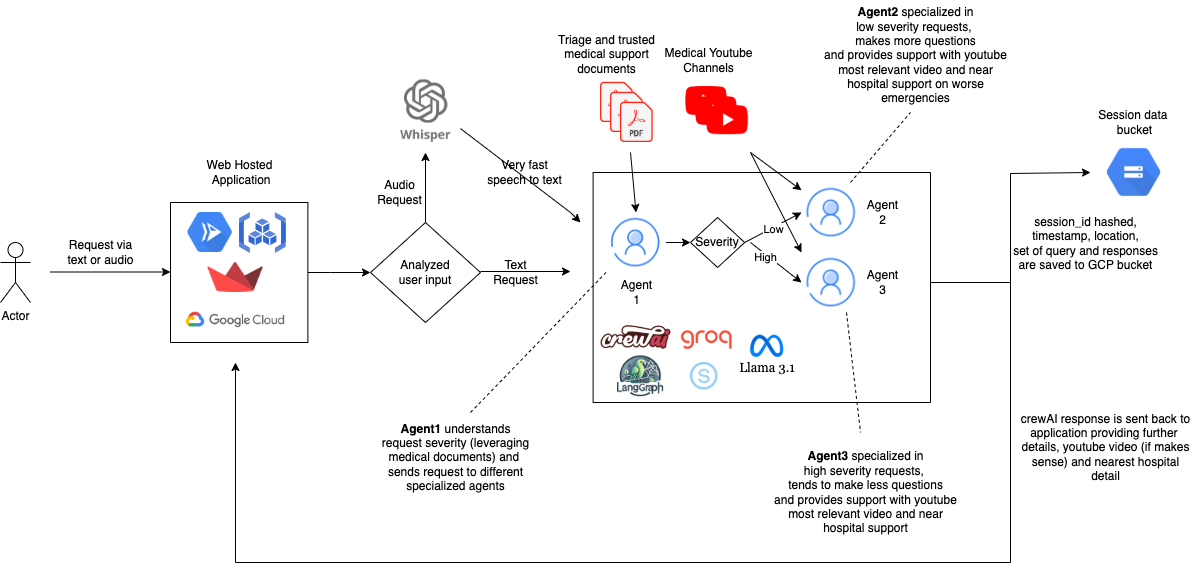 Actor
Request via
text or audio
Web Hosted
Application
Google Cloud
Analyzed
user input
Audio
Request
Whisper
Very fast
speech to text
Text
Request
Triage and trusted
medical support
documents
PDF
Medical Youtube
Channels
Agent2 specialized in
low severity requests,
makes more questions
and provides support with youtube
most relevant video and near
hospital support on worse
emergencies
Agent
1
Severity
Low
High
Agent
2
Agent
3
crewai
groq
LangGraph
S
Llama 3.1
Agent1 understands
request severity (leveraging
medical documents) and
sends request to different
specialized agents
Agent3 specialized in
high severity requests,
tends to make less questions
and provides support with youtube
most relevant video and near
hospital support
Session data
bucket
session_id hashed,
timestamp, location,
set of query and responses
are saved to GCP bucket
crewAI response is sent back to
application providing further
details, youtube video (if makes
sense) and nearest hospital
detail